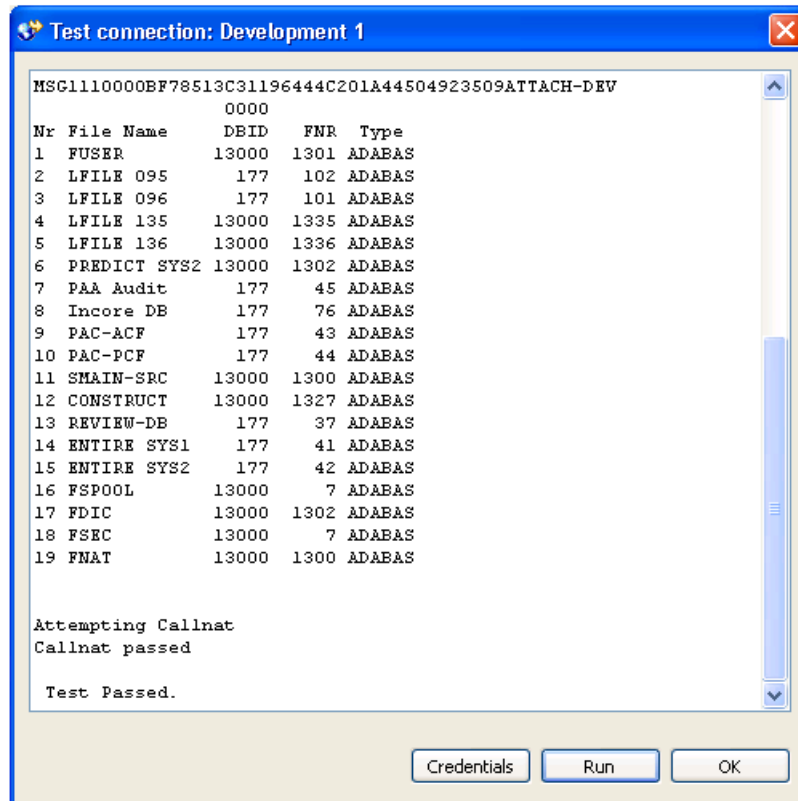 Test connection: Development 1
MSG1110000BF78513C31196444C201A44504923509ATTACH-DEV
0000
Nr File Name DBID FNR Type
1 FUSER 13000 1301 ADABAS
2 LFILE 095 177 102 ADABAS
3 LFILE 096 177 101 ADABAS
4 LFILE 135 13000 1335 ADABAS
5 LFILE 136 13000 1336 ADABAS
6 PREDICT SYS2 13000 1302 ADABAS
7 PAA Audit 177 45 ADABAS
8 Incore DB 177 76 ADABAS
9 PAC-ACF 177 43 ADABAS
10 PAC-PCF 177 44 ADABAS
11 SMAIN-SRC 13000 1300 ADABAS
12 CONSTRUCT 13000 1327 ADABAS
13 REVIEW-DB 177 37 ADABAS
14 ENTIRE SYS1 177 41 ADABAS
15 ENTIRE SYS2 177 42 ADABAS
16 FSPOOL 13000 7 ADABAS
17 FDIC 13000 1302 ADABAS
18 FSEC 13000 7 ADABAS
19 FNAT 13000 1300 ADABAS
Attempting Callnat
Callnat passed
Test Passed.
Credentials Run OK